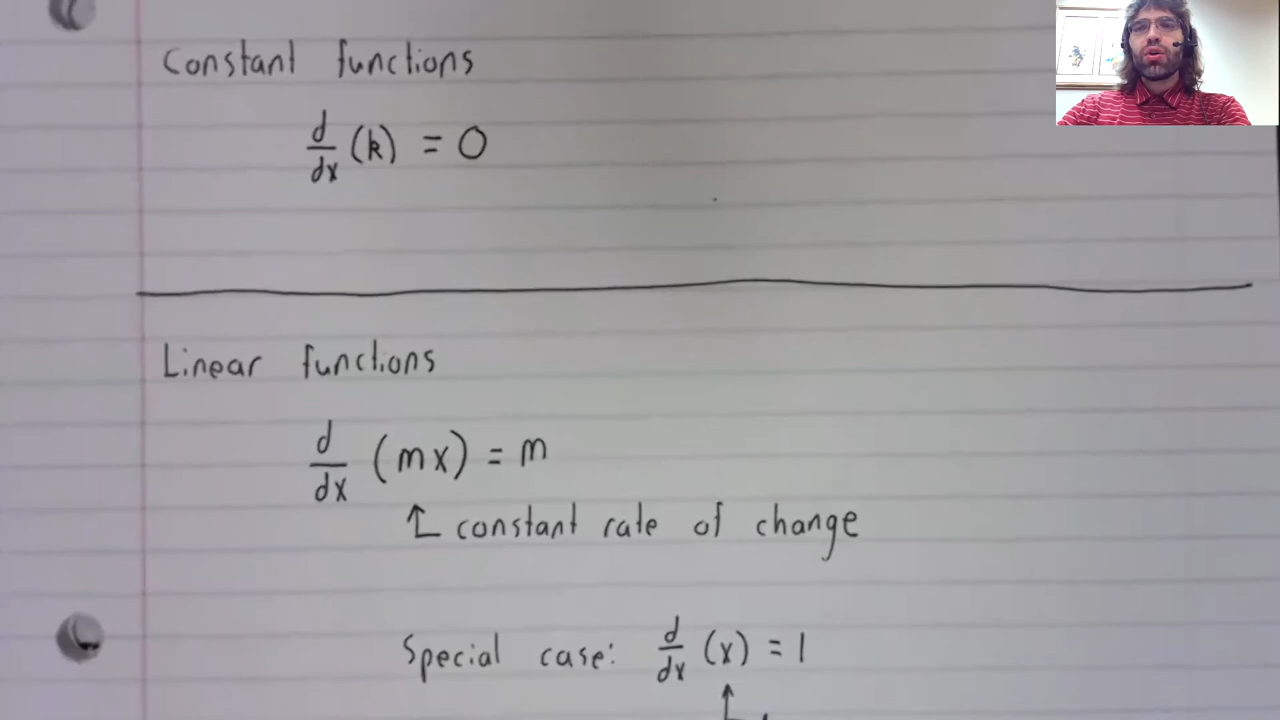 Constant functions
d/dx (k) = 0
Linear functions
d/dx (mx) = m
↑ constant rate of change
Special case: d/dx (x) = 1